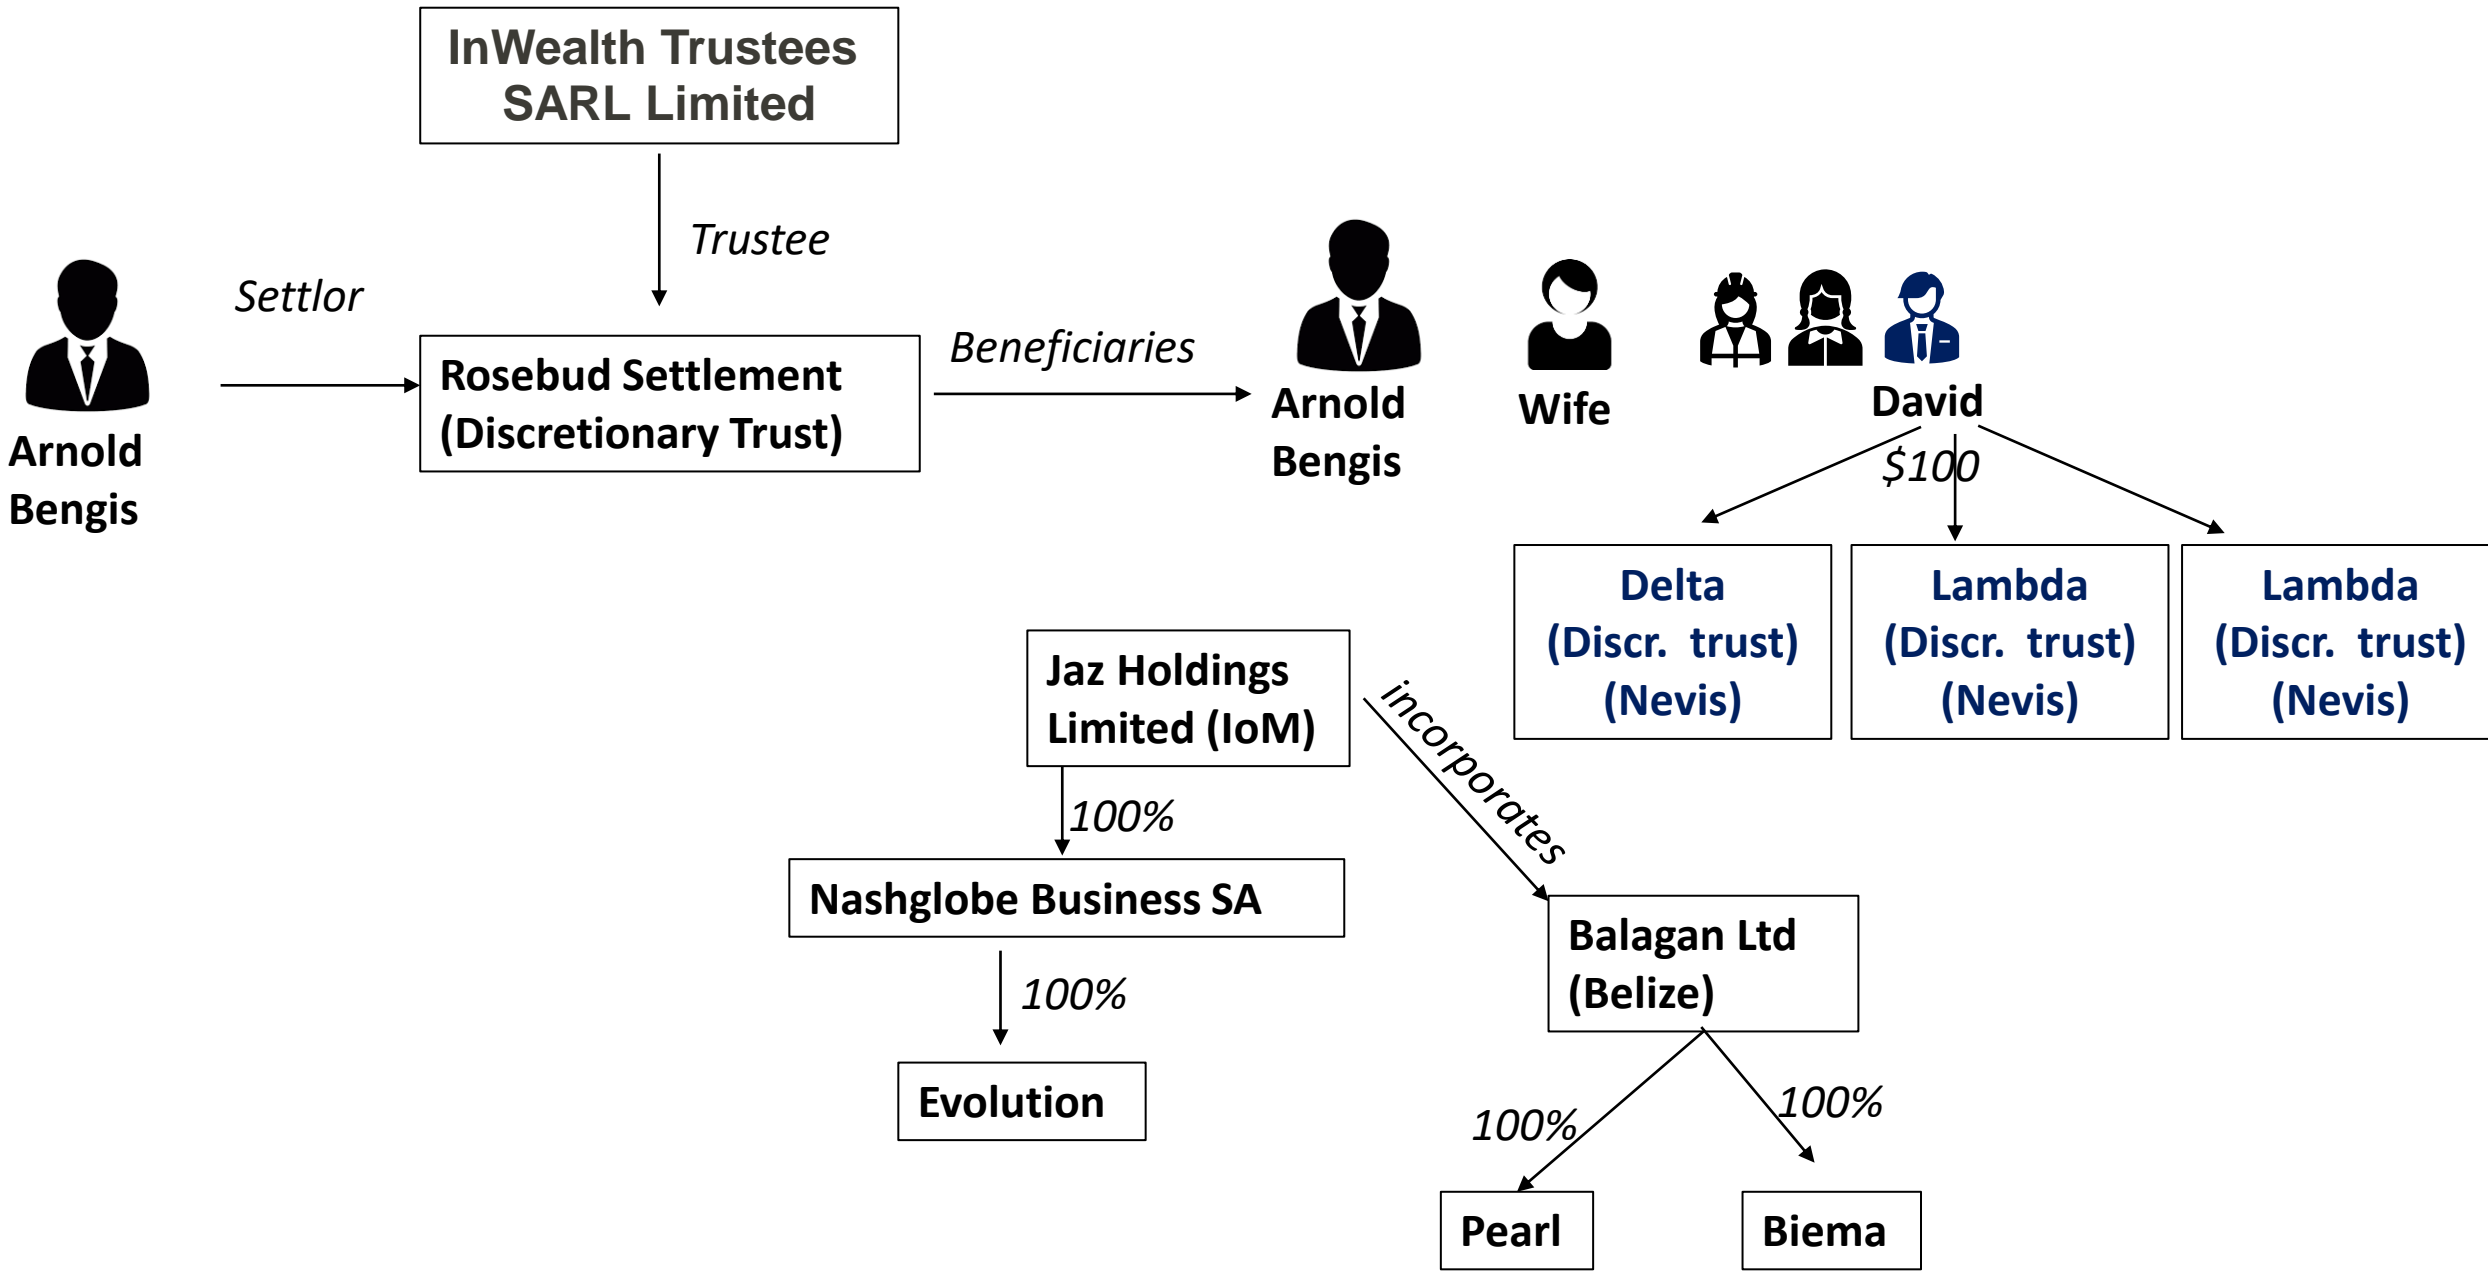 InWealth Trustees
SARL Limited
Trustee
Settlor
Arnold
Bengis
Rosebud Settlement
(Discretionary Trust)
Beneficiaries
Arnold
Bengis
Wife
David
$100
Delta
(Discr. trust)
(Nevis)
Lambda
(Discr. trust)
(Nevis)
Lambda
(Discr. trust)
(Nevis)
Jaz Holdings
Limited (IoM)
incorporates
100%
Nashglobe Business SA
100%
Evolution
Balagan Ltd
(Belize)
100%
100%
Pearl
Biema